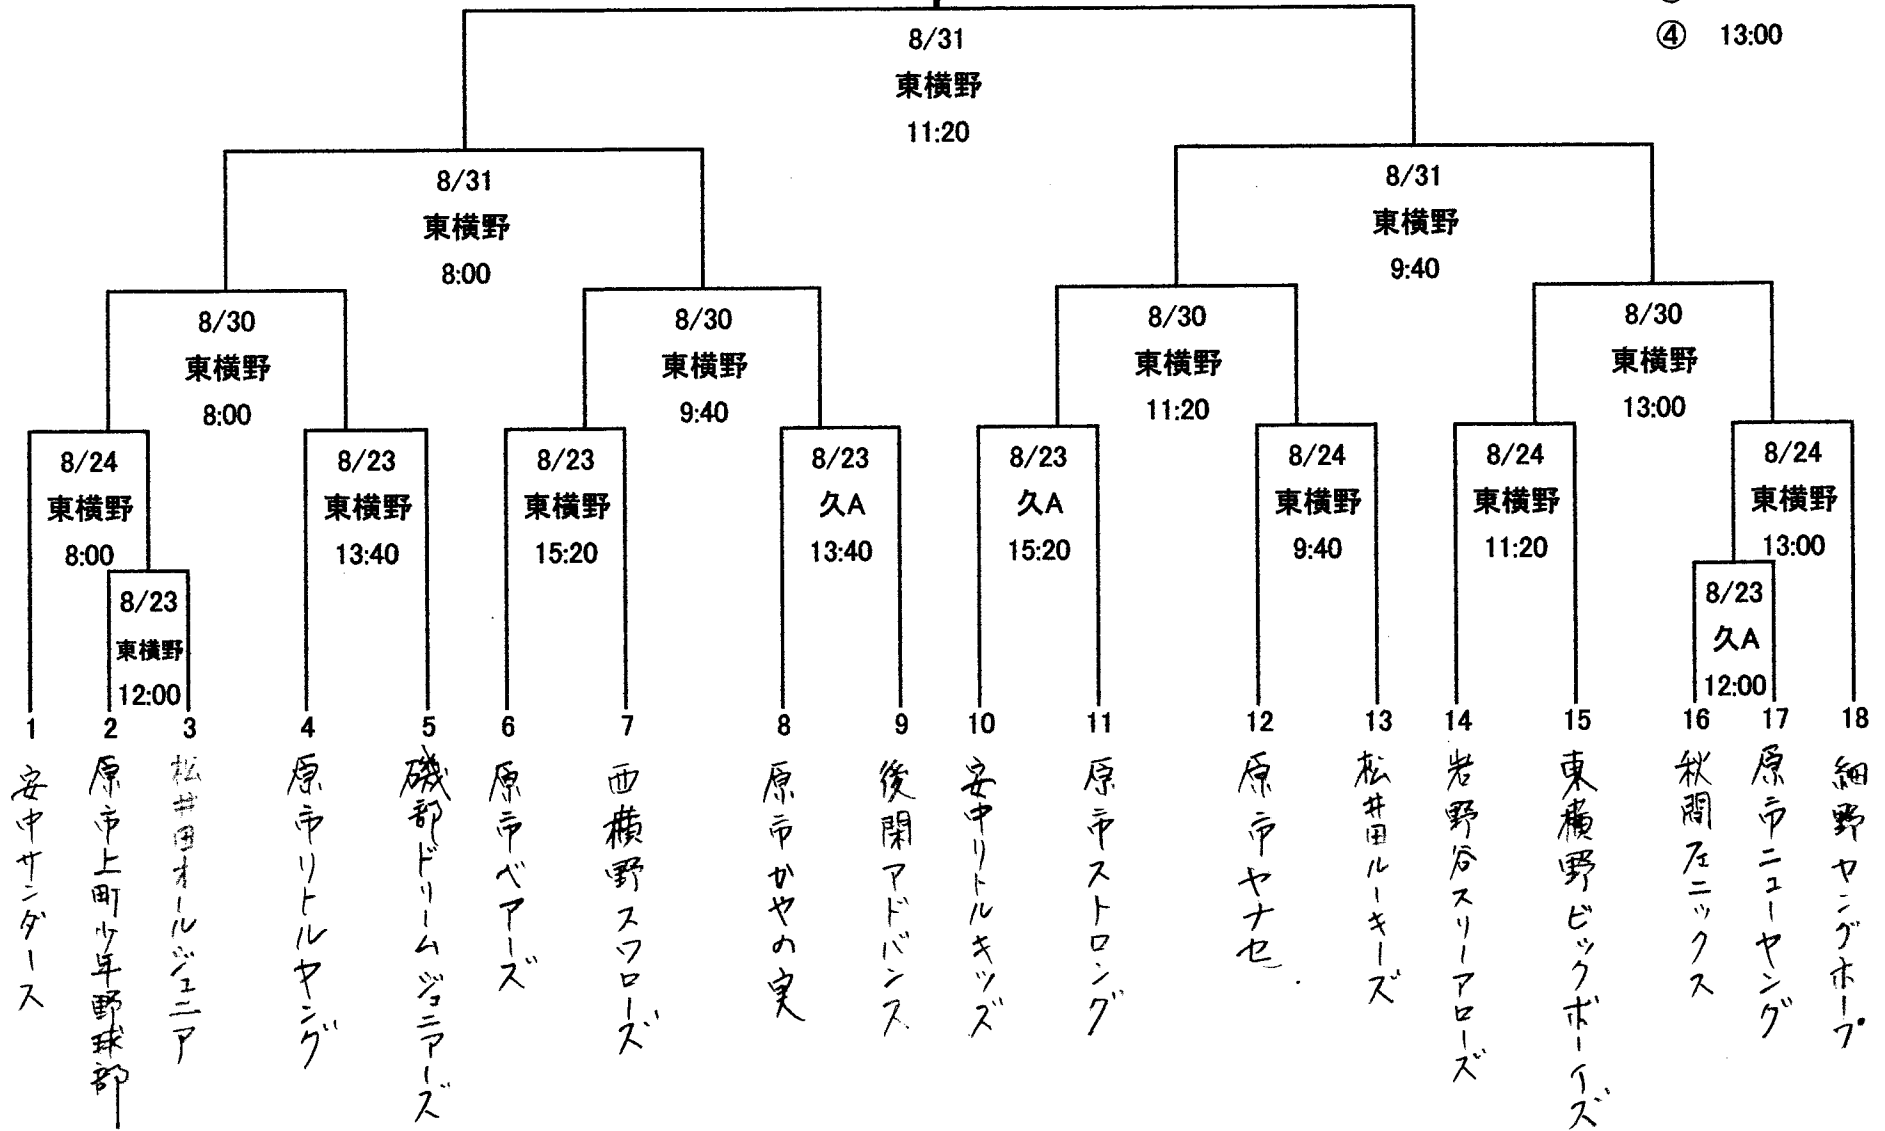 ④ 13:00
8/31
東横野
11:20
8/31
東横野
8:00
8/31
東横野
9:40
8/30
東横野
8:00
8/30
東横野
9:40
8/30
東横野
11:20
8/30
東横野
13:00
8/24
東横野
8:00
8/23
東横野
13:40
8/23
東横野
15:20
8/23
久A
13:40
8/23
久A
15:20
8/24
東横野
9:40
8/24
東横野
11:20
8/24
東横野
13:00
8/23
東横野
12:00
8/23
久A
12:00
1 2 3 4 5 6 7 8 9 10 11 12 13 14 15 16 17 18
安中サンダース
原市上町少年野球部
松井田オールジュニア
原市リトルヤング
磯部ドリームジュニアーズ
原市ベアーズ
西横野スワローズ
原市かやの実
後閑アドバンス
安中リトルキッズ
原市ストロング
原市ヤナセ
松井田ルーキーズ
岩野谷スリーアローズ
東横野ビックボーイズ
秋間フェニックス
原市ニューヤング
細野ヤングホープ